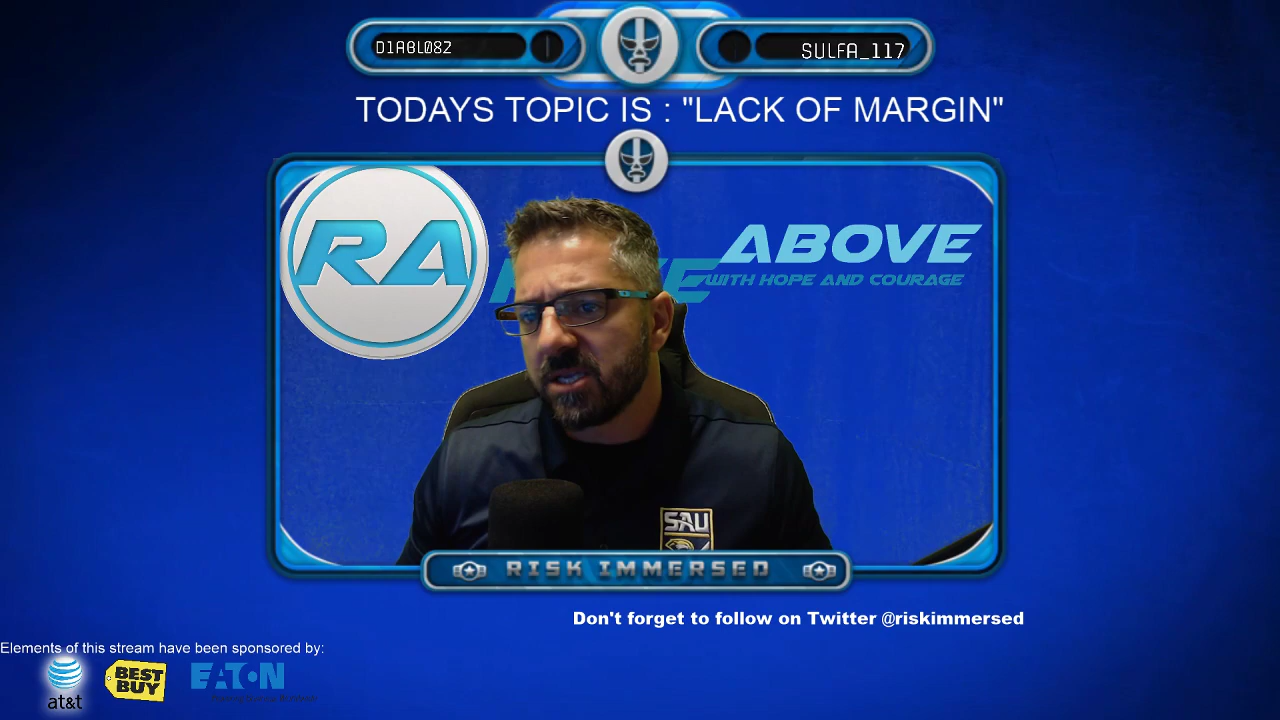 D1ABL082
SULFA_117
TODAYS TOPIC IS : "LACK OF MARGIN"
RA
ABOVE
WITH HOPE AND COURAGE
SAU
RISK IMMERSED
Don't forget to follow on Twitter @riskimmersed
Elements of this stream have been sponsored by:
at&t
BEST
BUY
EATON